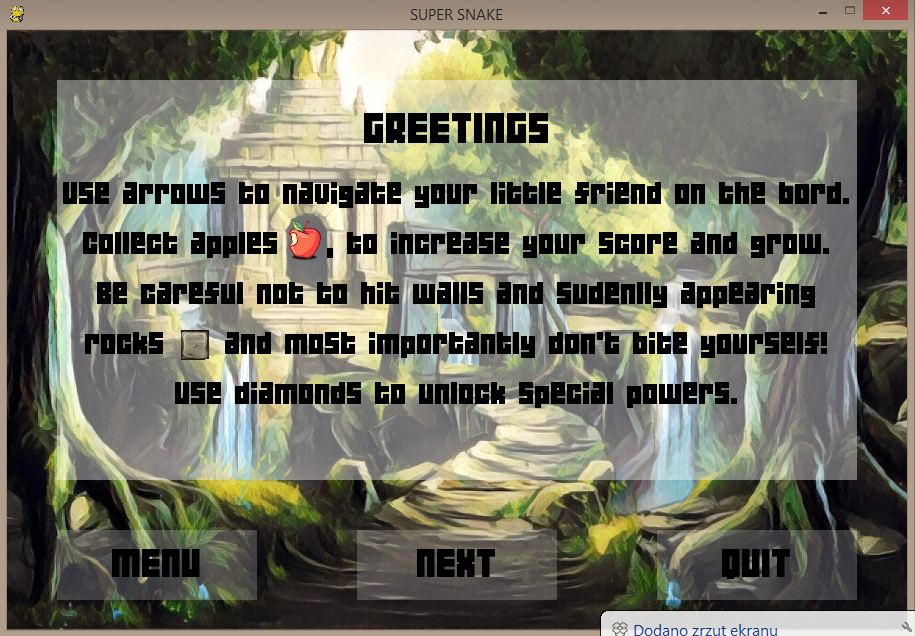 SUPER SNAKE
GREETINGS
Use arrows to navigate your little friend on the bord.
Collect apples , to increase your score and grow.
Be careful not to hit walls and sudenlly appearing
rocks and most importantly don't bite yourself!
Use diamonds to unlock special powers.
MENU NEXT QUIT
Dodano zrzut ekranu